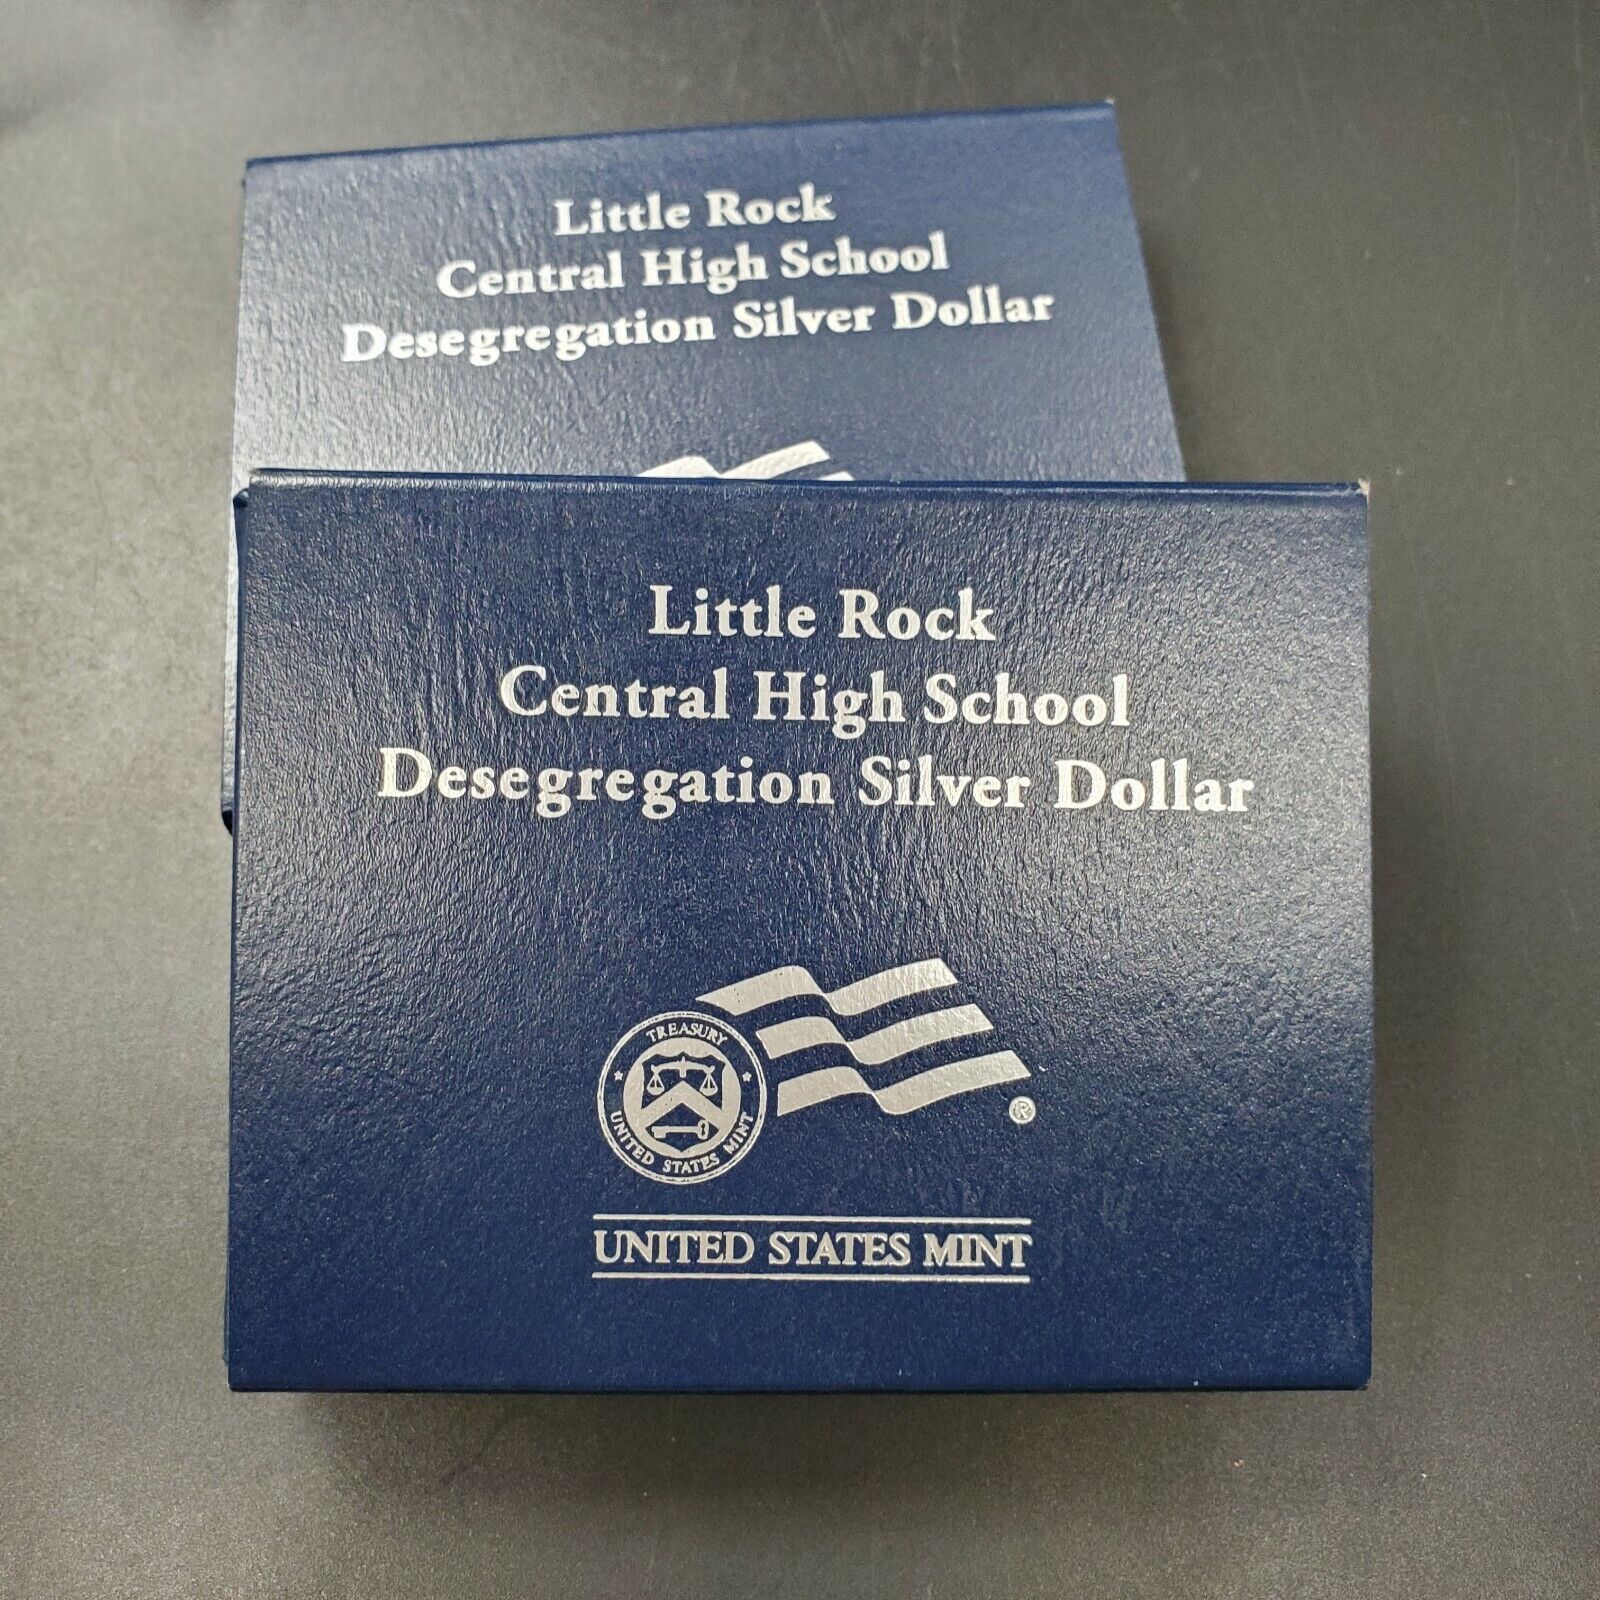 Little Rock
Central High School
Desegregation Silver Dollar
Little Rock
Central High School
Desegregation Silver Dollar
TREASURY
UNITED STATES MINT
®
UNITED STATES MINT